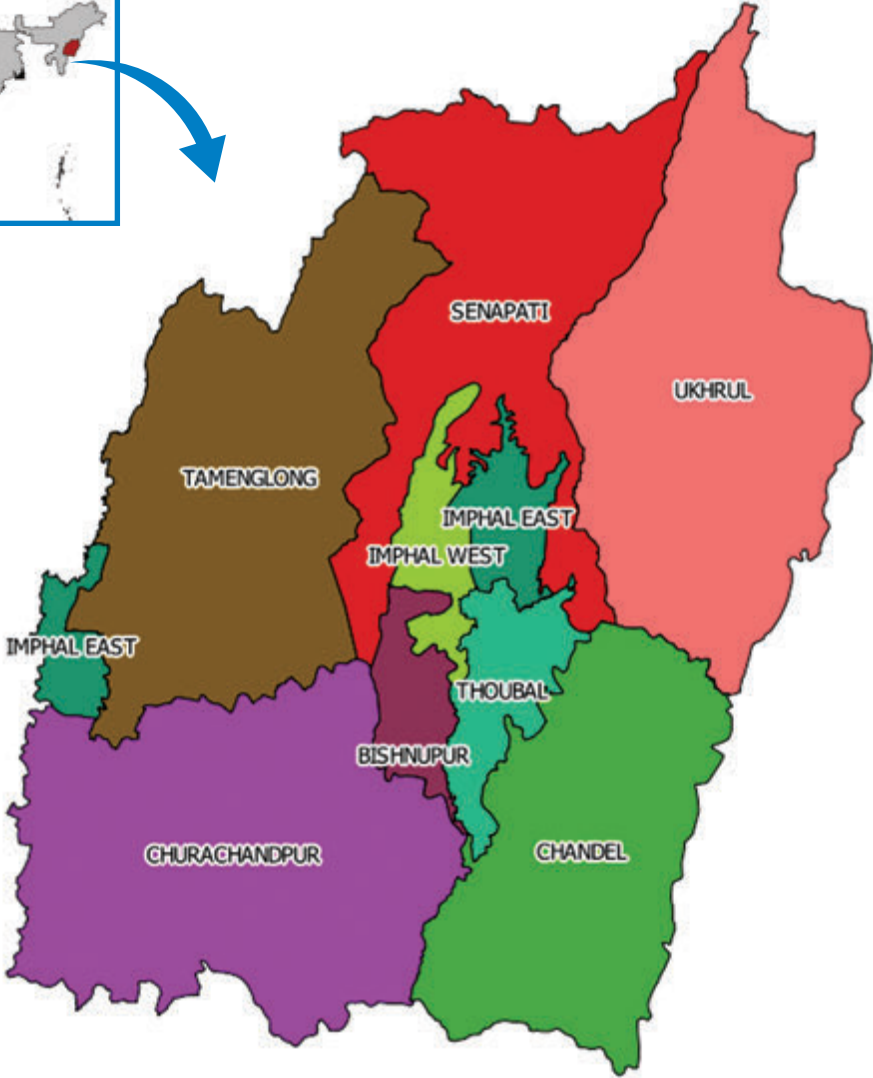 SENAPATI
UKHRUL
TAMENGLONG
IMPHAL EAST
IMPHAL WEST
IMPHAL EAST
THOUBAL
BISHNUPUR
CHURACHANDPUR
CHANDEL